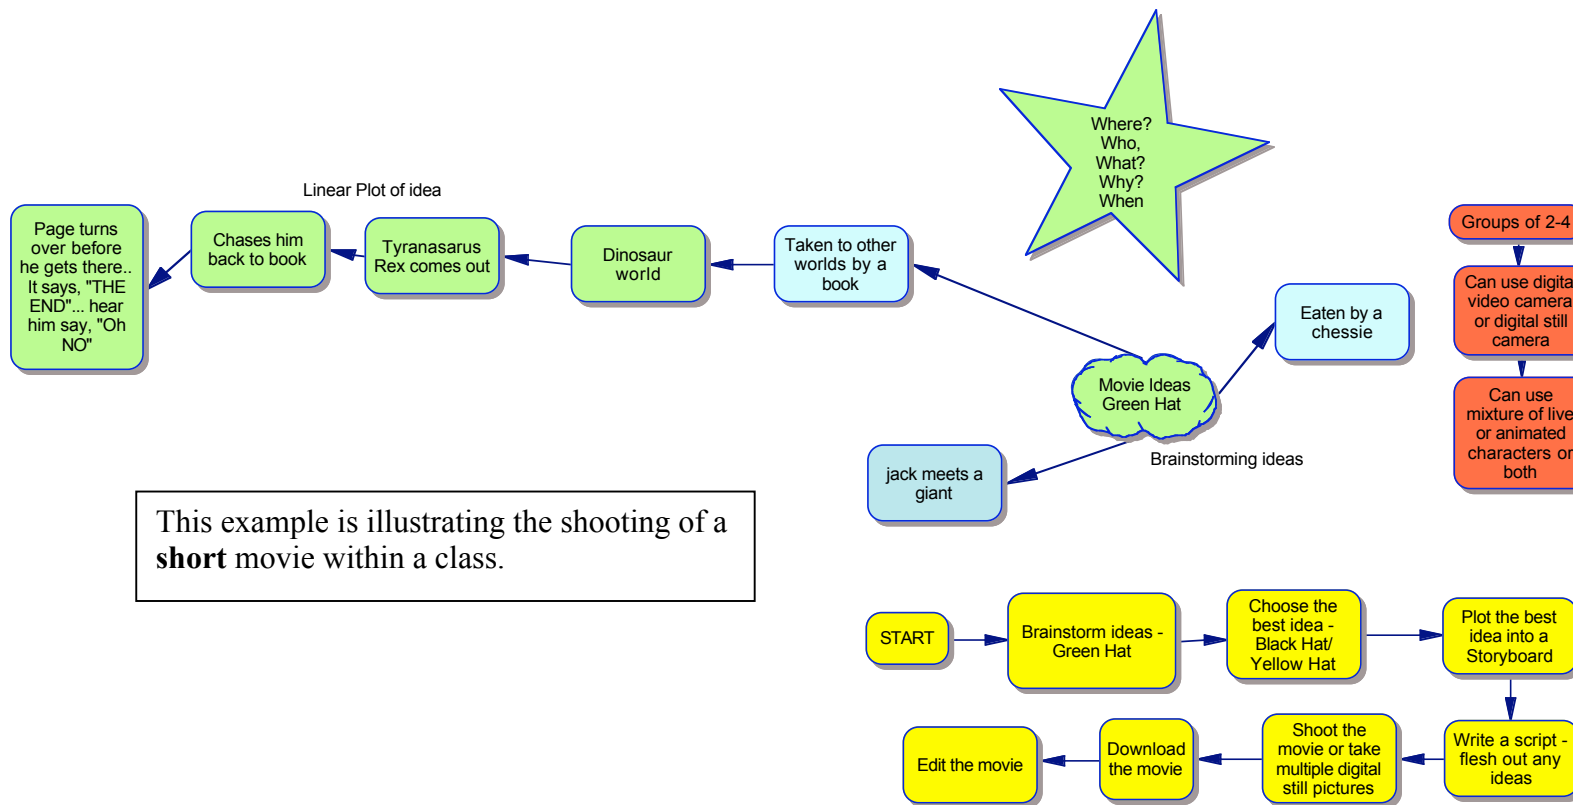 Where?
Who,
What?
Why?
When
Linear Plot of idea
Page turns
over before
he gets there..
It says, "THE
END"... hear
him say, "Oh
NO"
Chases him
back to book
Tyranasarus
Rex comes out
Dinosaur
world
Taken to other
worlds by a
book
Eaten by a
chessie
Movie Ideas
Green Hat
Brainstorming ideas
jack meets a
giant
Groups of 2-4
Can use digital
video camera
or digital still
camera
Can use
mixture of live
or animated
characters or
both
This example is illustrating the shooting of a
short movie within a class.
START
Brainstorm ideas -
Green Hat
Choose the
best idea -
Black Hat/
Yellow Hat
Plot the best
idea into a
Storyboard
Write a script -
flesh out any
ideas
Shoot the
movie or take
multiple digital
still pictures
Download
the movie
Edit the movie